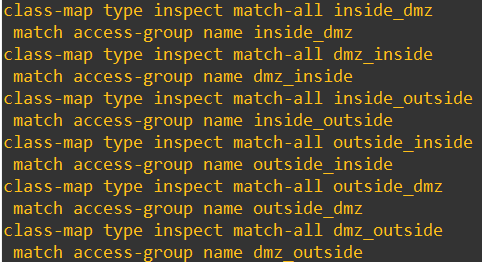 class-map type inspect match-all inside_dmz
 match access-group name inside_dmz
class-map type inspect match-all dmz_inside
 match access-group name dmz_inside
class-map type inspect match-all inside_outside
 match access-group name inside_outside
class-map type inspect match-all outside_inside
 match access-group name outside_inside
class-map type inspect match-all outside_dmz
 match access-group name outside_dmz
class-map type inspect match-all dmz_outside
 match access-group name dmz_outside